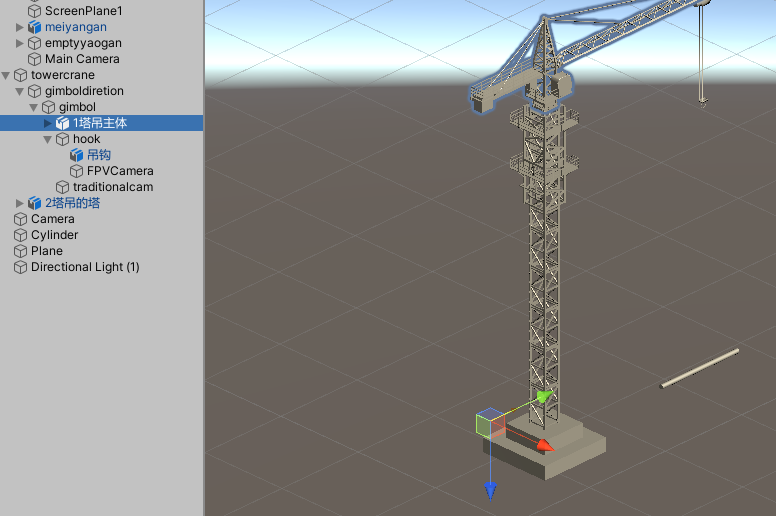 ScreenPlane1
meiyangan
emptyyaogan
Main Camera
towercrane
gimboldiretion
gimbol
1塔吊主体
hook
吊钩
FPVCamera
traditionalcam
2塔吊的塔
Camera
Cylinder
Plane
Directional Light (1)